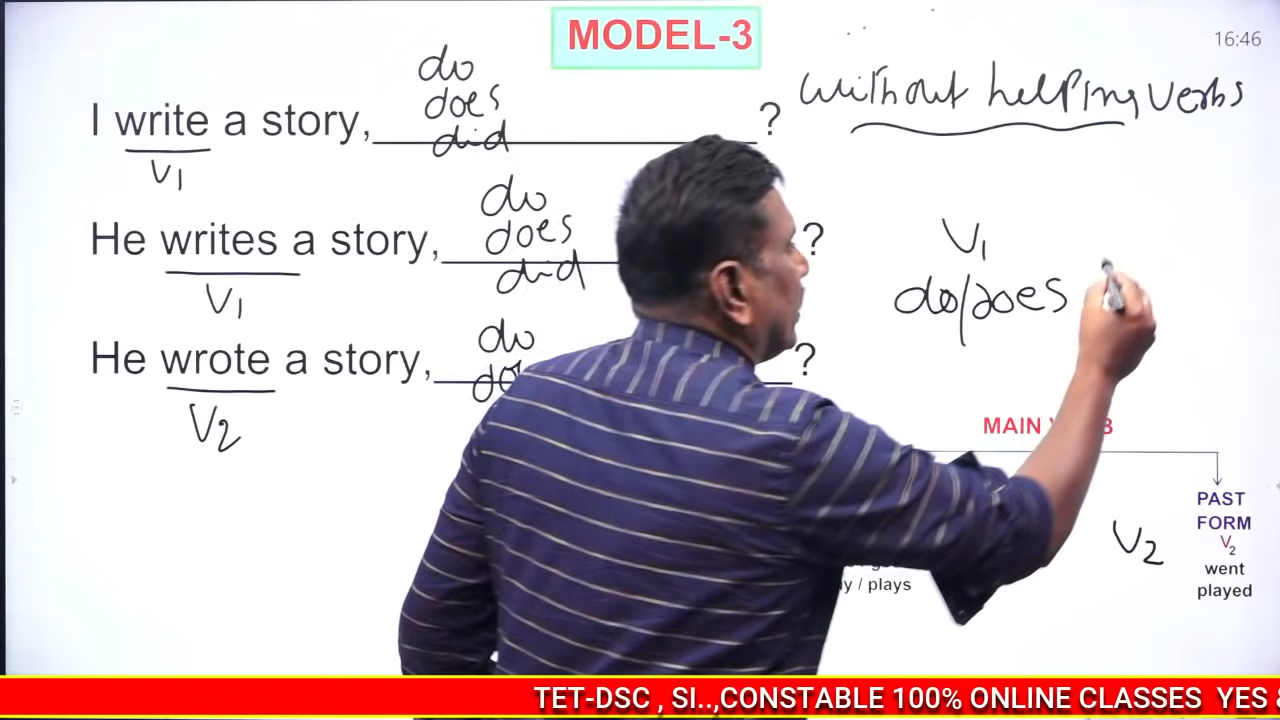 MODEL-3
16:46
without helping verbs
do
does
I write a story, did ?
V1
do
does
He writes a story, did ?
V1
do
He wrote a story, ?
V2
V1
do/does
MAIN
PAST
FORM
V2
V2
went
played
/ plays
TET-DSC , SI..,CONSTABLE 100% ONLINE CLASSES YES